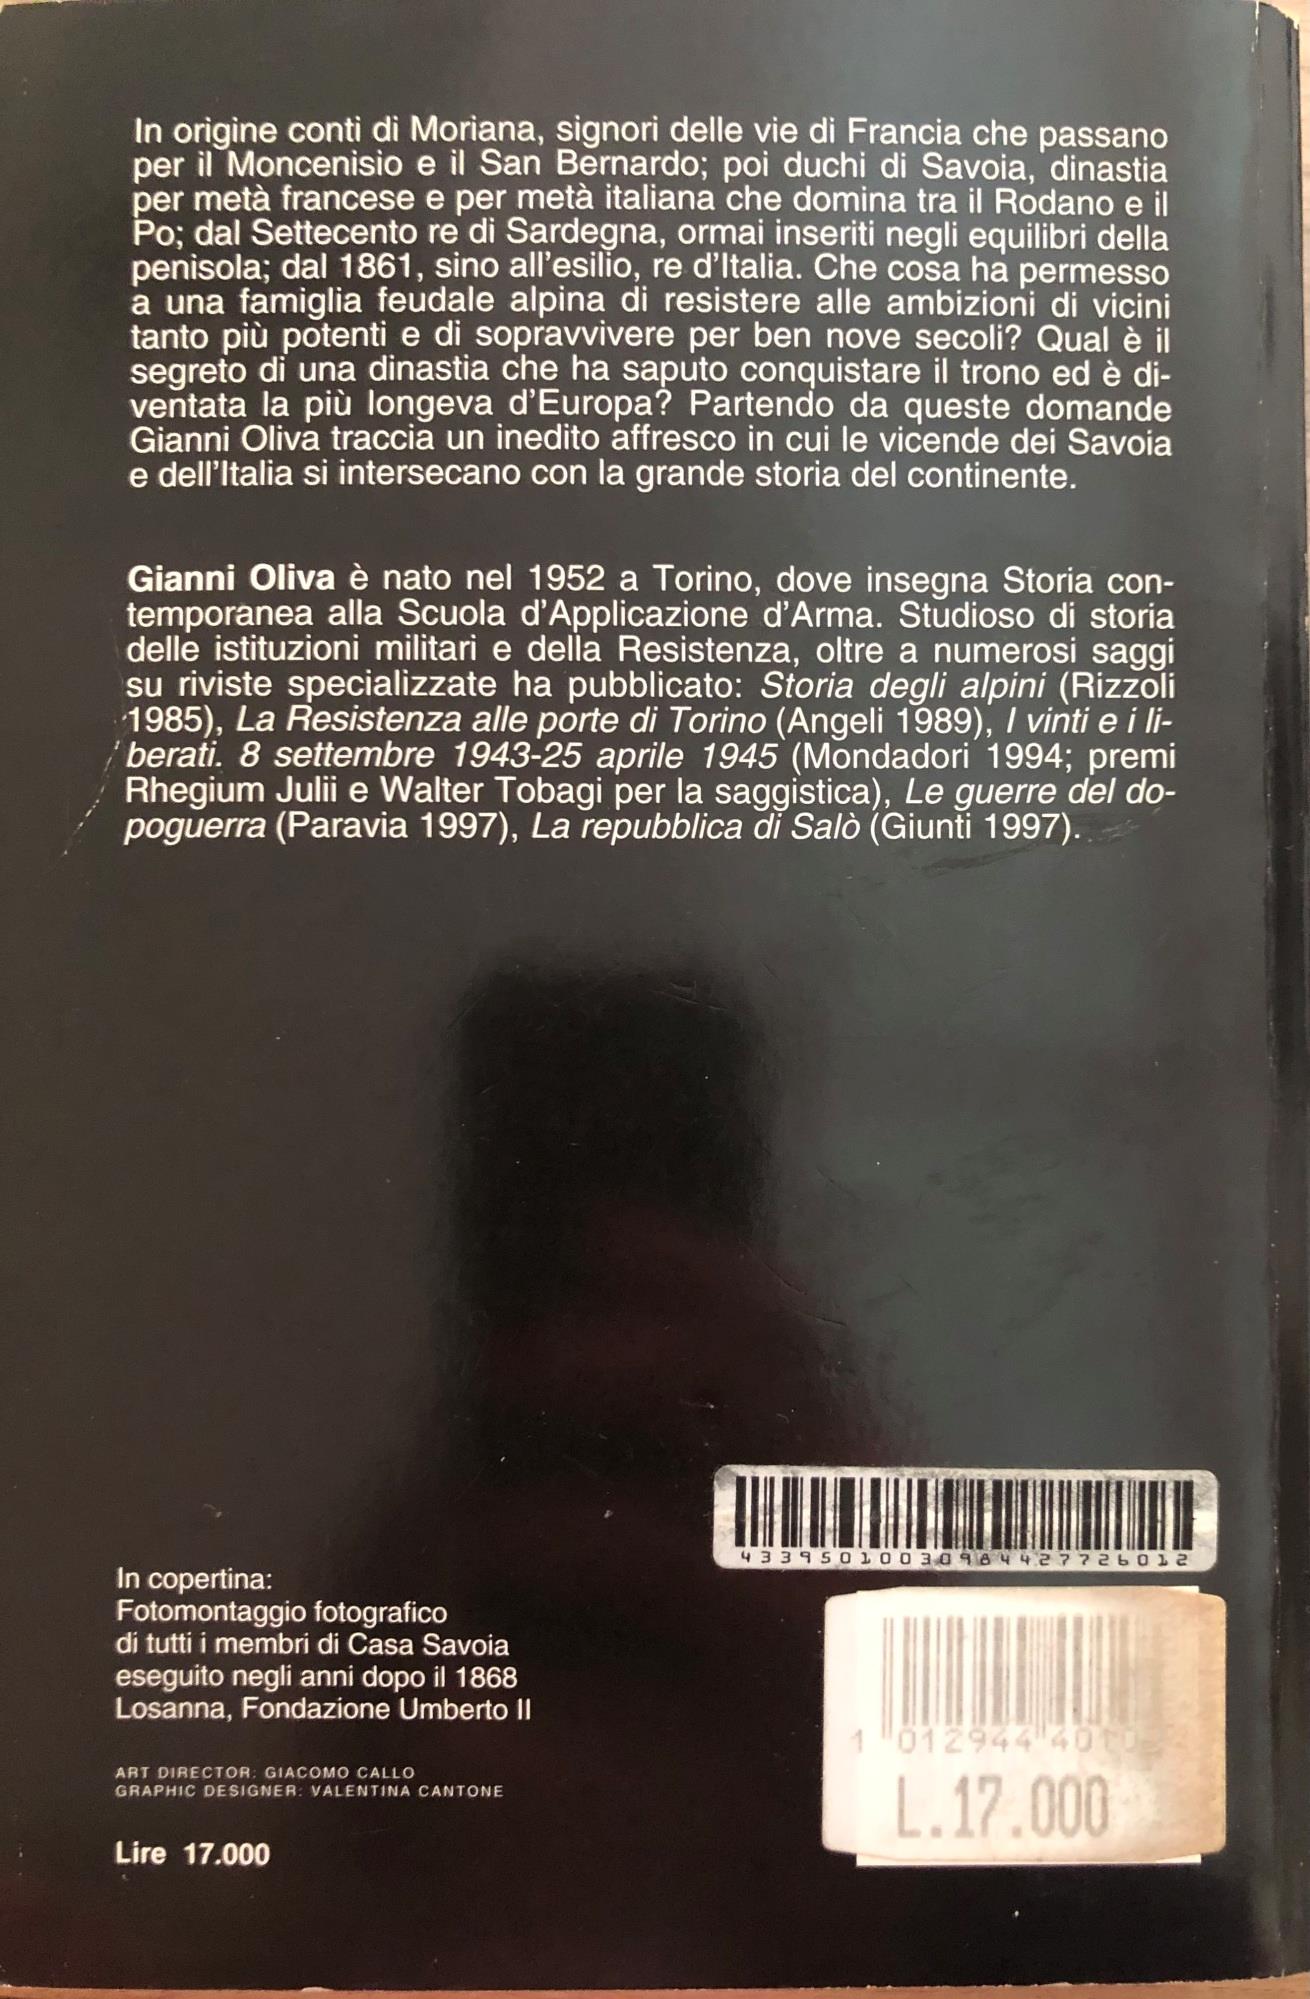 In origine conti di Moriana, signori delle vie di Francia che passano
per il Moncenisio e il San Bernardo; poi duchi di Savoia, dinastia
per metà francese e per metà italiana che domina tra il Rodano e il
Po; dal Settecento re di Sardegna, ormai inseriti negli equilibri della
penisola; dal 1861, sino all'esilio, re d'Italia. Che cosa ha permesso
a una famiglia feudale alpina di resistere alle ambizioni di vicini
tanto più potenti e di sopravvivere per ben nove secoli? Qual è il
segreto di una dinastia che ha saputo conquistare il trono ed è di-
ventata la più longeva d'Europa? Partendo da queste domande
Gianni Oliva traccia un inedito affresco in cui le vicende dei Savoia
e dell'Italia si intersecano con la grande storia del continente.
Gianni Oliva è nato nel 1952 a Torino, dove insegna Storia con-
temporanea alla Scuola d'Applicazione d'Arma. Studioso di storia
delle istituzioni militari e della Resistenza, oltre a numerosi saggi
su riviste specializzate ha pubblicato: Storia degli alpini (Rizzoli
1985), La Resistenza alle porte di Torino (Angeli 1989), I vinti e i li-
berati. 8 settembre 1943-25 aprile 1945 (Mondadori 1994; premi
Rhegium Julii e Walter Tobagi per la saggistica), Le guerre del do-
poguerra (Paravia 1997), La repubblica di Salò (Giunti 1997).
43395010030984427726012
In copertina:
Fotomontaggio fotografico
di tutti i membri di Casa Savoia
eseguito negli anni dopo il 1868
Losanna, Fondazione Umberto II
ART DIRECTOR: GIACOMO CALLO
GRAPHIC DESIGNER: VALENTINA CANTONE
Lire 17.000
L.17.000